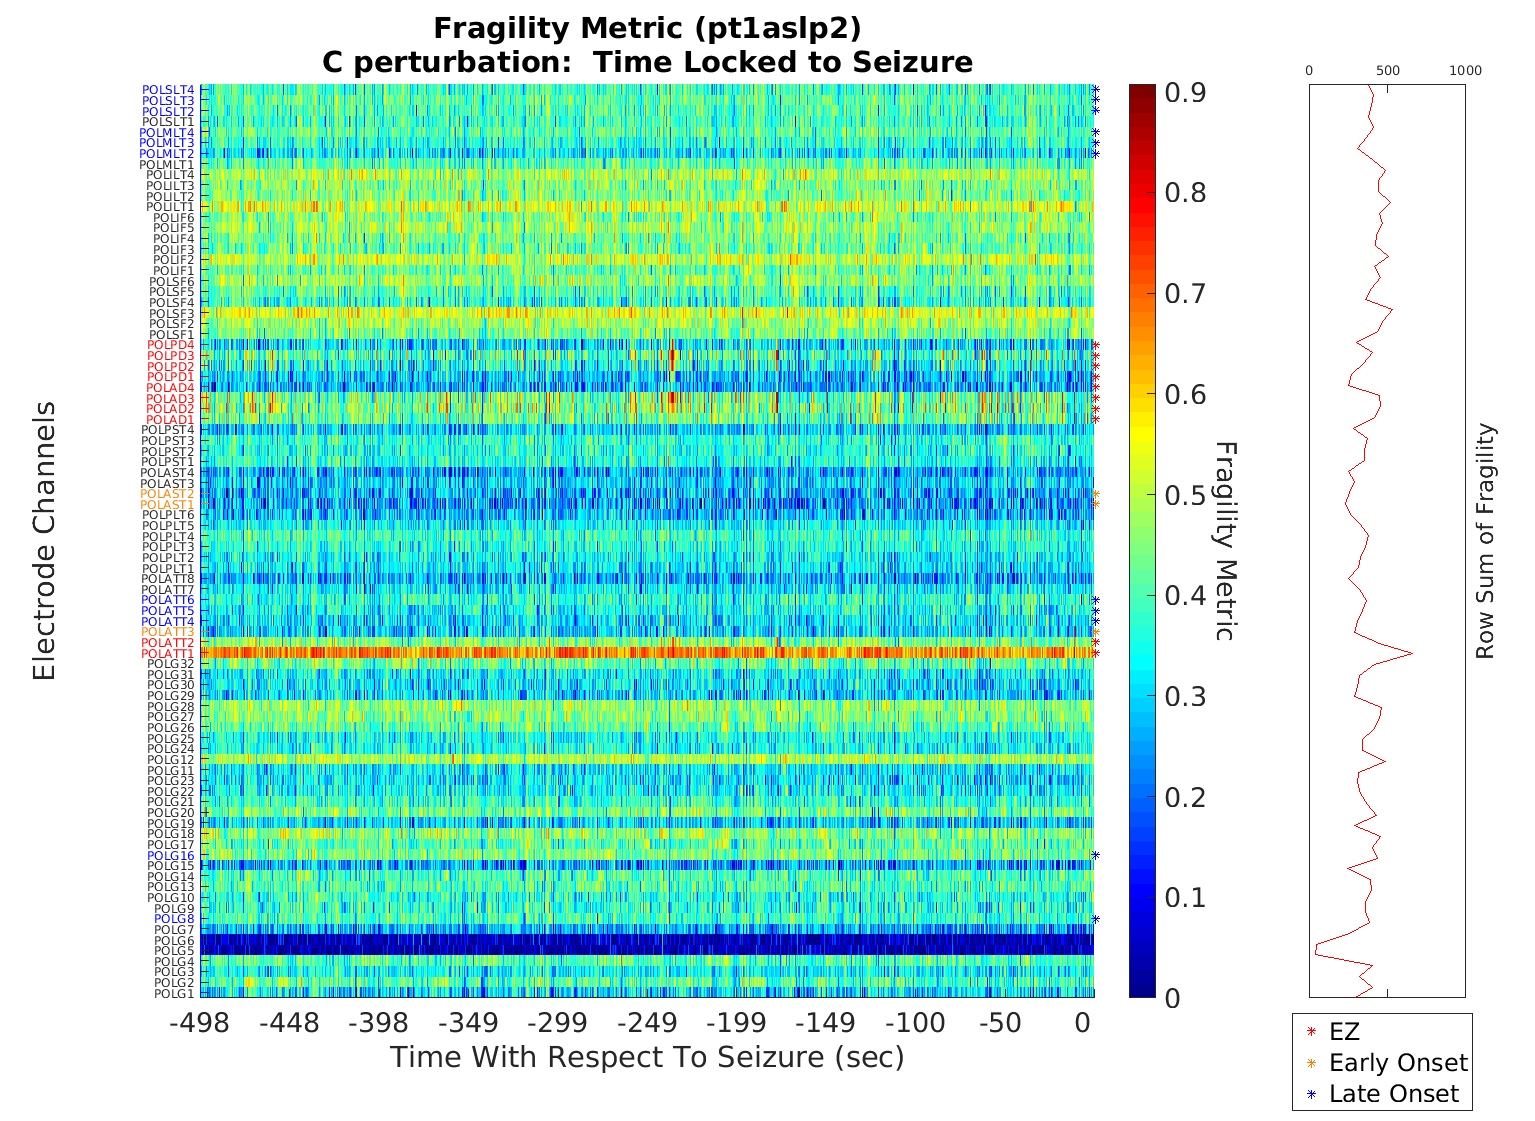 Fragility Metric (pt1aslp2)
C perturbation: Time Locked to Seizure
Electrode Channels
POLSLT4
POLSLT3
POLSLT2
POLSLT1
POLMLT4
POLMLT3
POLMLT2
POLMLT1
POLILT4
POLILT3
POLILT2
POLILT1
POLIF6
POLIF5
POLIF4
POLIF3
POLIF2
POLIF1
POLSF6
POLSF5
POLSF4
POLSF3
POLSF2
POLSF1
POLPD4
POLPD3
POLPD2
POLPD1
POLAD4
POLAD3
POLAD2
POLAD1
POLPST4
POLPST3
POLPST2
POLPST1
POLAST4
POLAST3
POLAST2
POLAST1
POLPLT6
POLPLT5
POLPLT4
POLPLT3
POLPLT2
POLPLT1
POLATT8
POLATT7
POLATT6
POLATT5
POLATT4
POLATT3
POLATT2
POLATT1
POLG32
POLG31
POLG30
POLG29
POLG28
POLG27
POLG26
POLG25
POLG24
POLG12
POLG11
POLG23
POLG22
POLG21
POLG20
POLG19
POLG18
POLG17
POLG16
POLG15
POLG14
POLG13
POLG10
POLG9
POLG8
POLG7
POLG6
POLG5
POLG4
POLG3
POLG2
POLG1
-498 -448 -398 -349 -299 -249 -199 -149 -100 -50 0
Time With Respect To Seizure (sec)
0.9
0.8
0.7
0.6
0.5
0.4
0.3
0.2
0.1
0
Fragility Metric
0 500 1000
Row Sum of Fragility
EZ
Early Onset
Late Onset